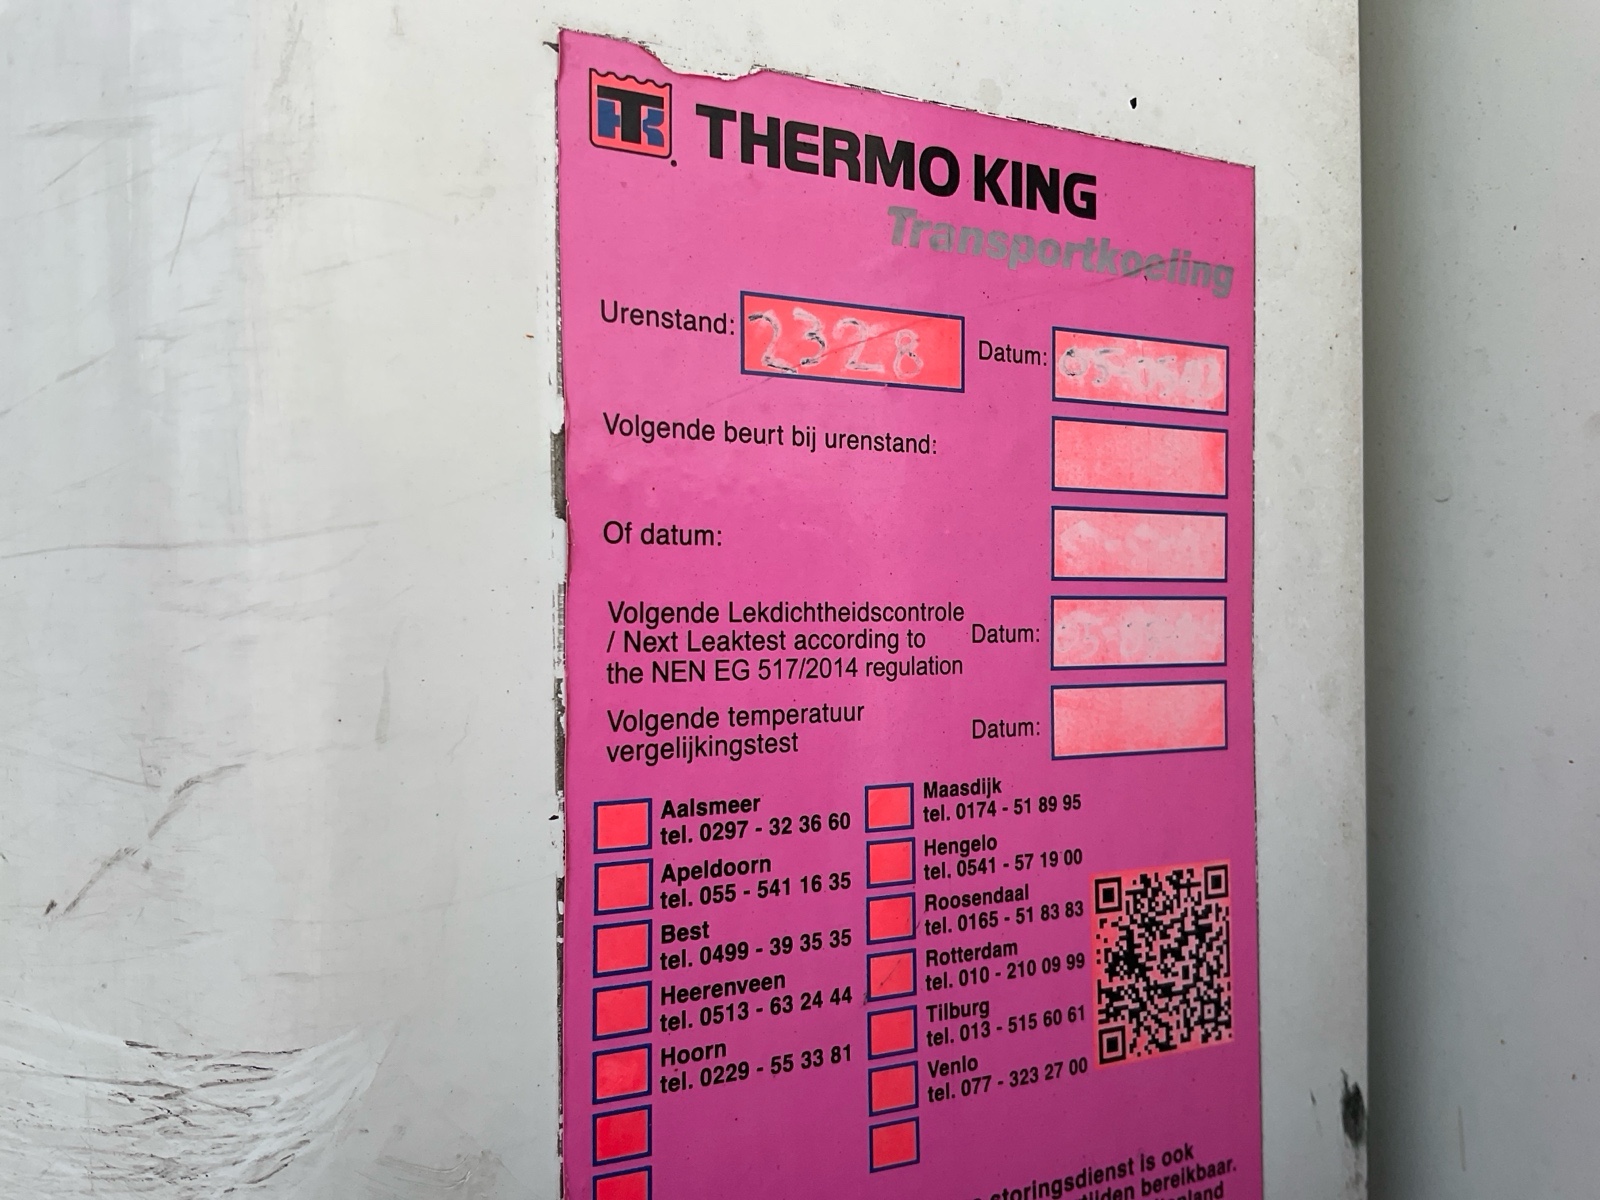 TK
THERMO KING
Transportkoeling
Urenstand: 2328 Datum:
Volgende beurt bij urenstand:
Of datum:
Volgende Lekdichtheidscontrole
/ Next Leaktest according to Datum:
the NEN EG 517/2014 regulation
Volgende temperatuur
vergelijkingstest Datum:
Aalsmeer
tel. 0297 - 32 36 60
Apeldoorn
tel. 055 - 541 16 35
Best
tel. 0499 - 39 35 35
Heerenveen
tel. 0513 - 63 24 44
Hoorn
tel. 0229 - 55 33 81
Maasdijk
tel. 0174 - 51 89 95
Hengelo
tel. 0541 - 57 19 00
Roosendaal
tel. 0165 - 51 83 83
Rotterdam
tel. 010 - 210 09 99
Tilburg
tel. 013 - 515 60 61
Venlo
tel. 077 - 323 27 00
storingsdienst is ook
bereikbaar.